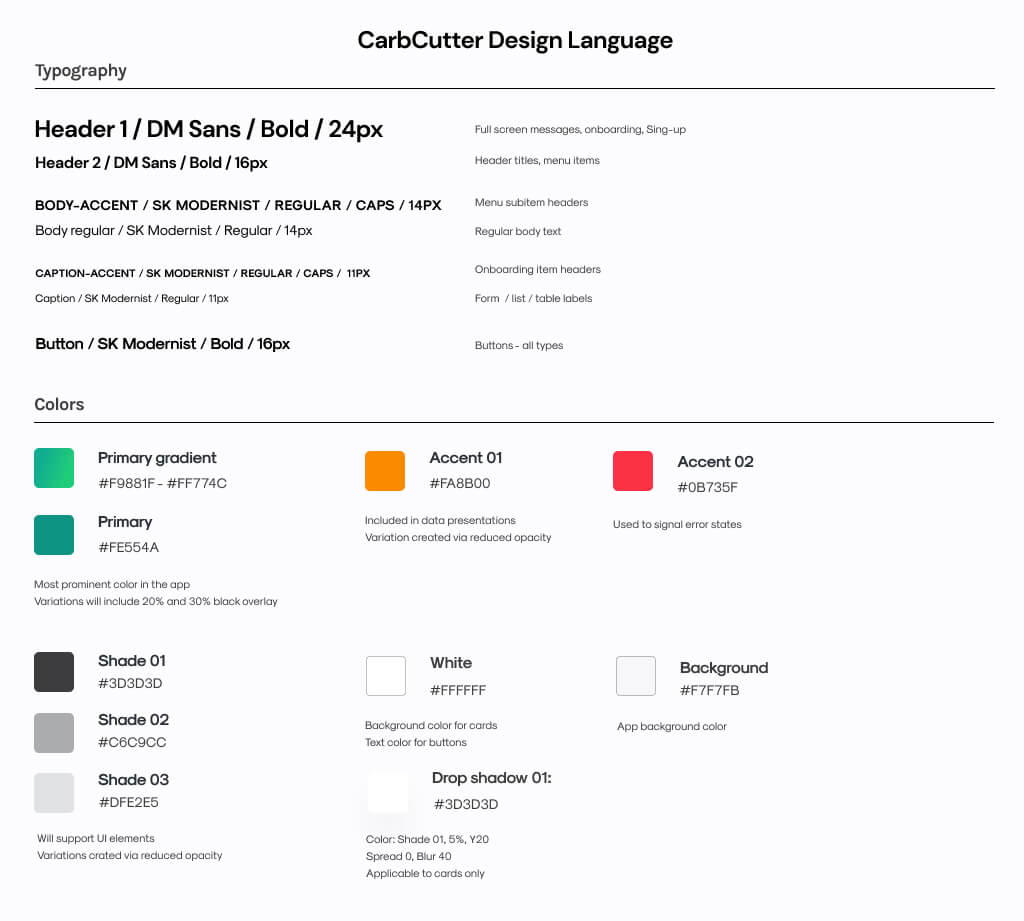 CarbCutter Design Language
Typography
Header 1 / DM Sans / Bold / 24px
Full screen messages, onboarding, Sing-up
Header 2 / DM Sans / Bold / 16px
Header titles, menu items
BODY-ACCENT / SK MODERNIST / REGULAR / CAPS / 14PX
Menu subitem headers
Body regular / SK Modernist / Regular / 14px
Regular body text
CAPTION-ACCENT / SK MODERNIST / REGULAR / CAPS / 11PX
Onboarding item headers
Caption / SK Modernist / Regular / 11px
Form / list / table labels
Button / SK Modernist / Bold / 16px
Buttons - all types
Colors
Primary gradient
#F9881F - #FF774C
Primary
#FE554A
Most prominent color in the app
Variations will include 20% and 30% black overlay
Accent 01
#FA8B00
Included in data presentations
Variation created via reduced opacity
Accent 02
#0B735F
Used to signal error states
Shade 01
#3D3D3D
Shade 02
#C6C9CC
Shade 03
#DFE2E5
Will support UI elements
Variations crated via reduced opacity
White
#FFFFFF
Background color for cards
Text color for buttons
Drop shadow 01:
#3D3D3D
Color: Shade 01, 5%, Y20
Spread 0, Blur 40
Applicable to cards only
Background
#F7F7FB
App background color